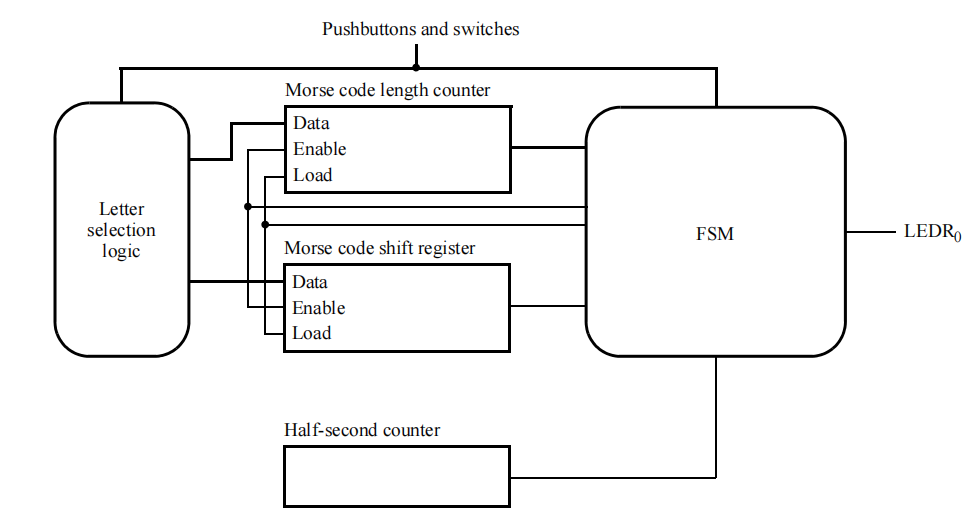 Pushbuttons and switches
Morse code length counter
Data
Enable
Load
Letter
selection
logic
FSM
LEDR0
Morse code shift register
Data
Enable
Load
Half-second counter